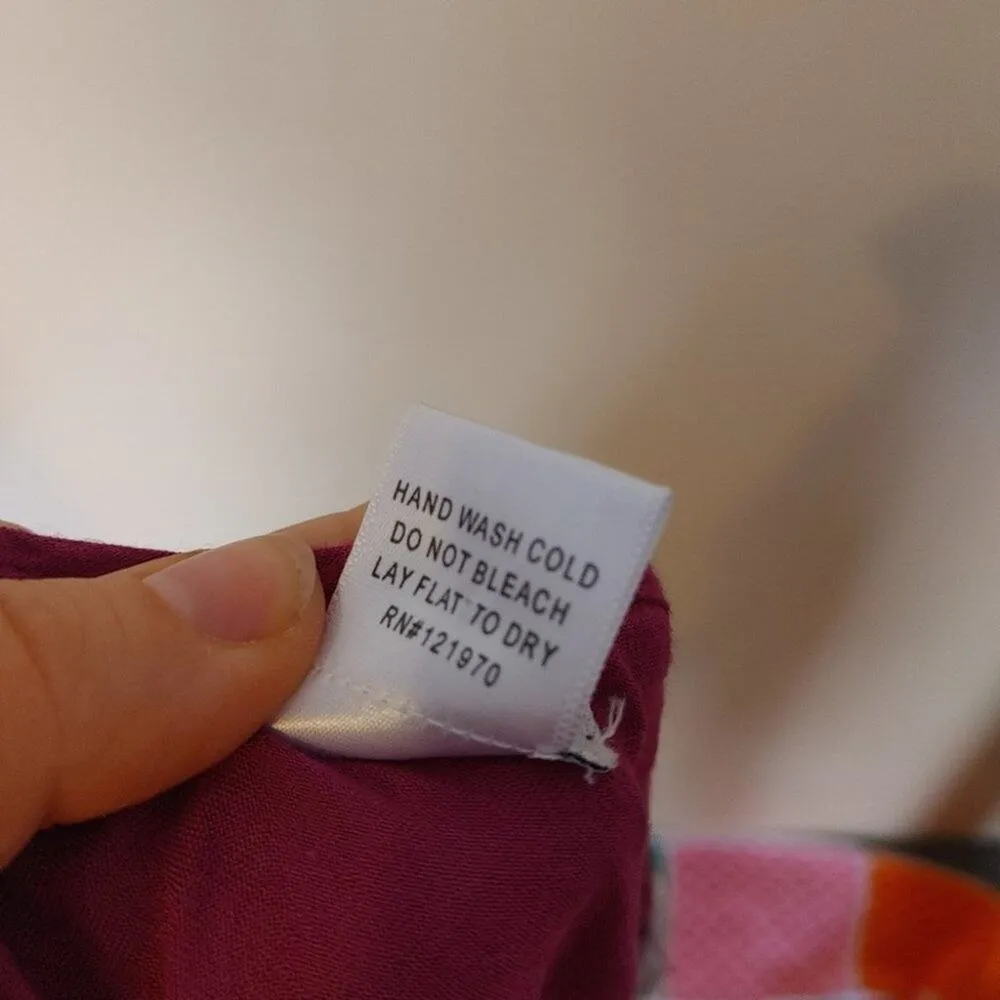 HAND WASH COLD
DO NOT BLEACH
LAY FLAT TO DRY
RN#121970